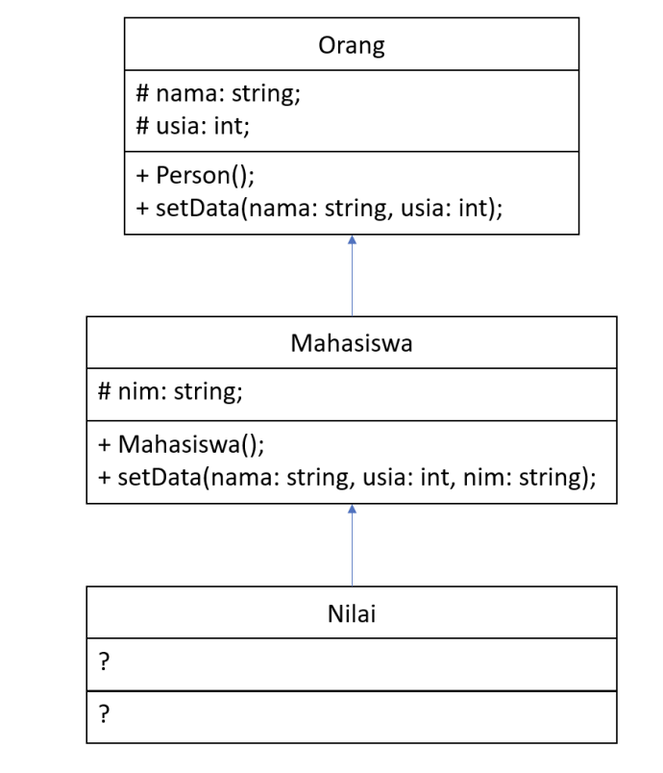 Orang
# nama: string;
# usia: int;
+ Person();
+ setData(nama: string, usia: int);
Mahasiswa
# nim: string;
+ Mahasiswa();
+ setData(nama: string, usia: int, nim: string);
Nilai
?
?